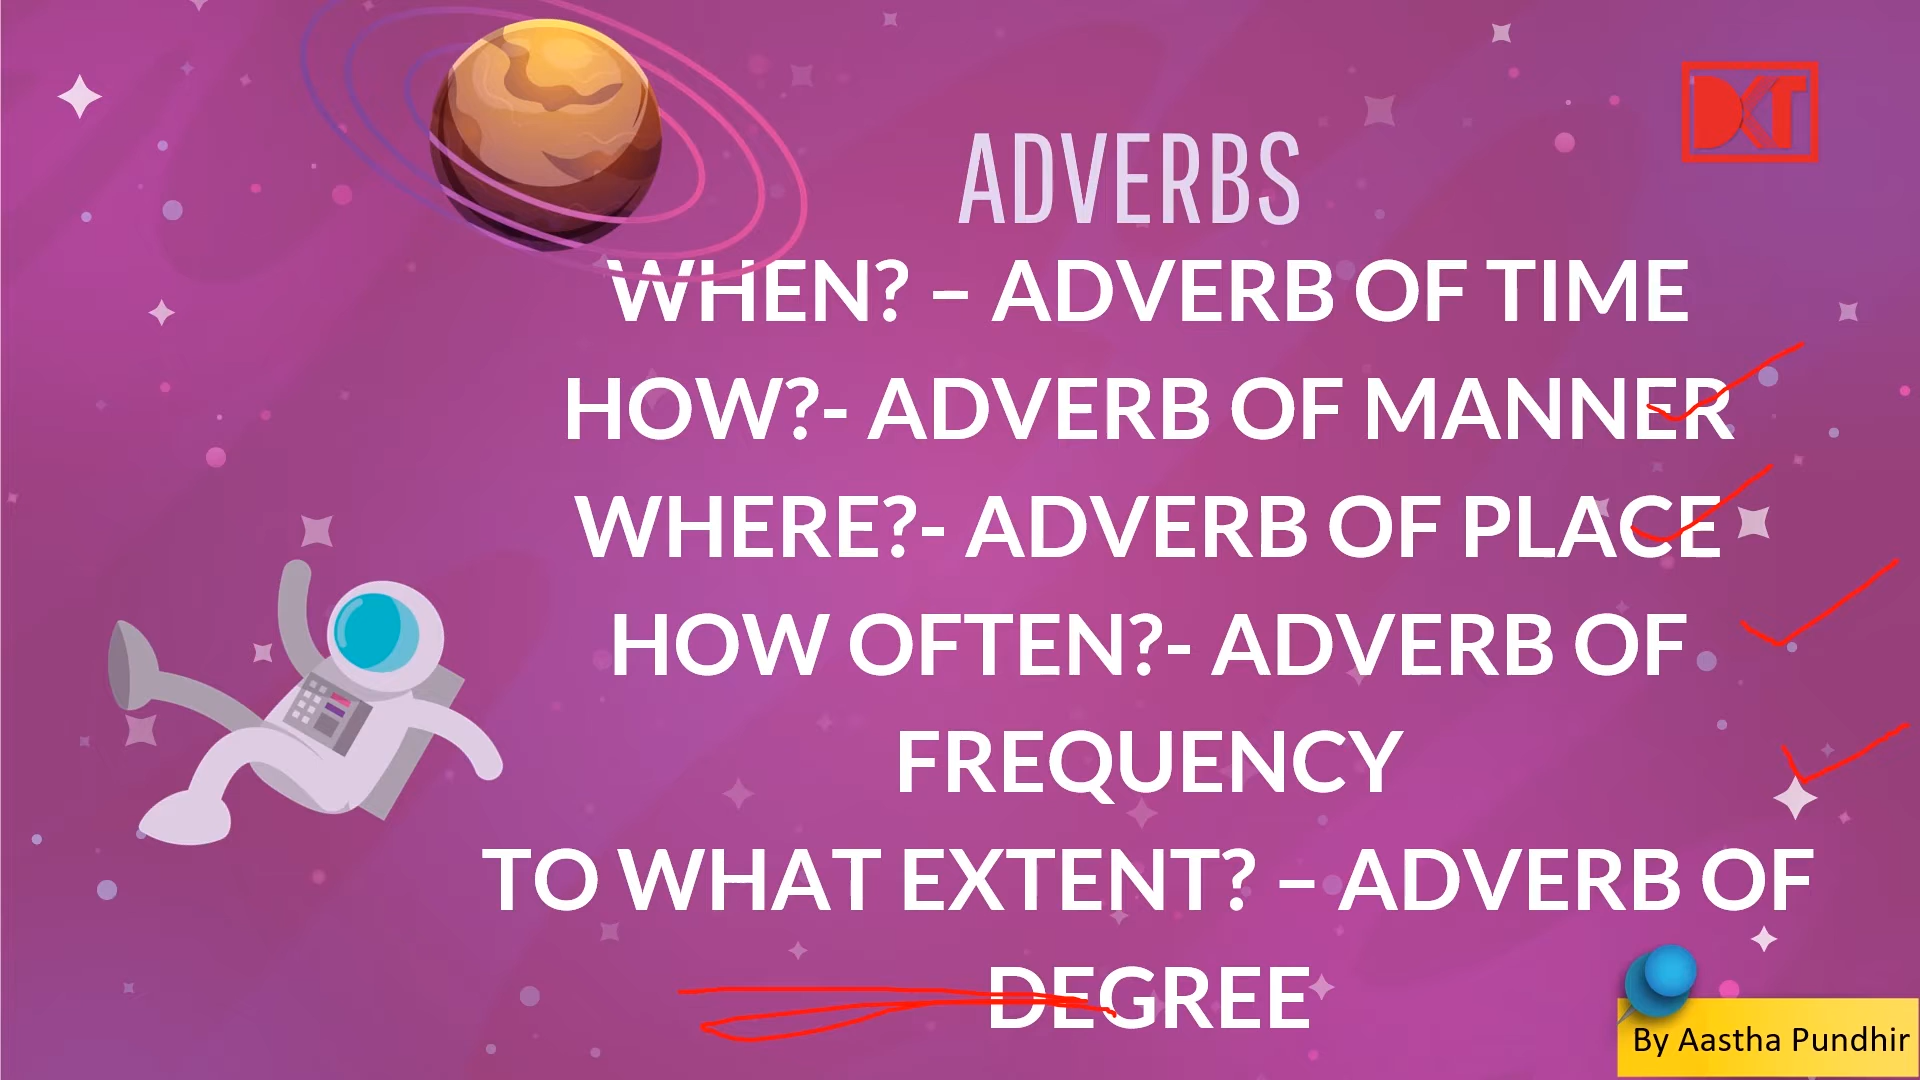 DKT
ADVERBS
WHEN? – ADVERB OF TIME
HOW?- ADVERB OF MANNER
WHERE?- ADVERB OF PLACE
HOW OFTEN?- ADVERB OF
FREQUENCY
TO WHAT EXTENT? – ADVERB OF
DEGREE
By Aastha Pundhir